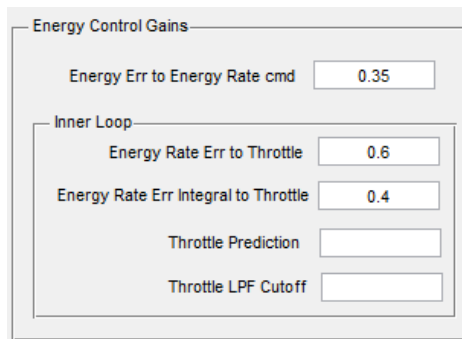 Energy Control Gains
Energy Err to Energy Rate cmd 0.35
Inner Loop
Energy Rate Err to Throttle 0.6
Energy Rate Err Integral to Throttle 0.4
Throttle Prediction
Throttle LPF Cutoff